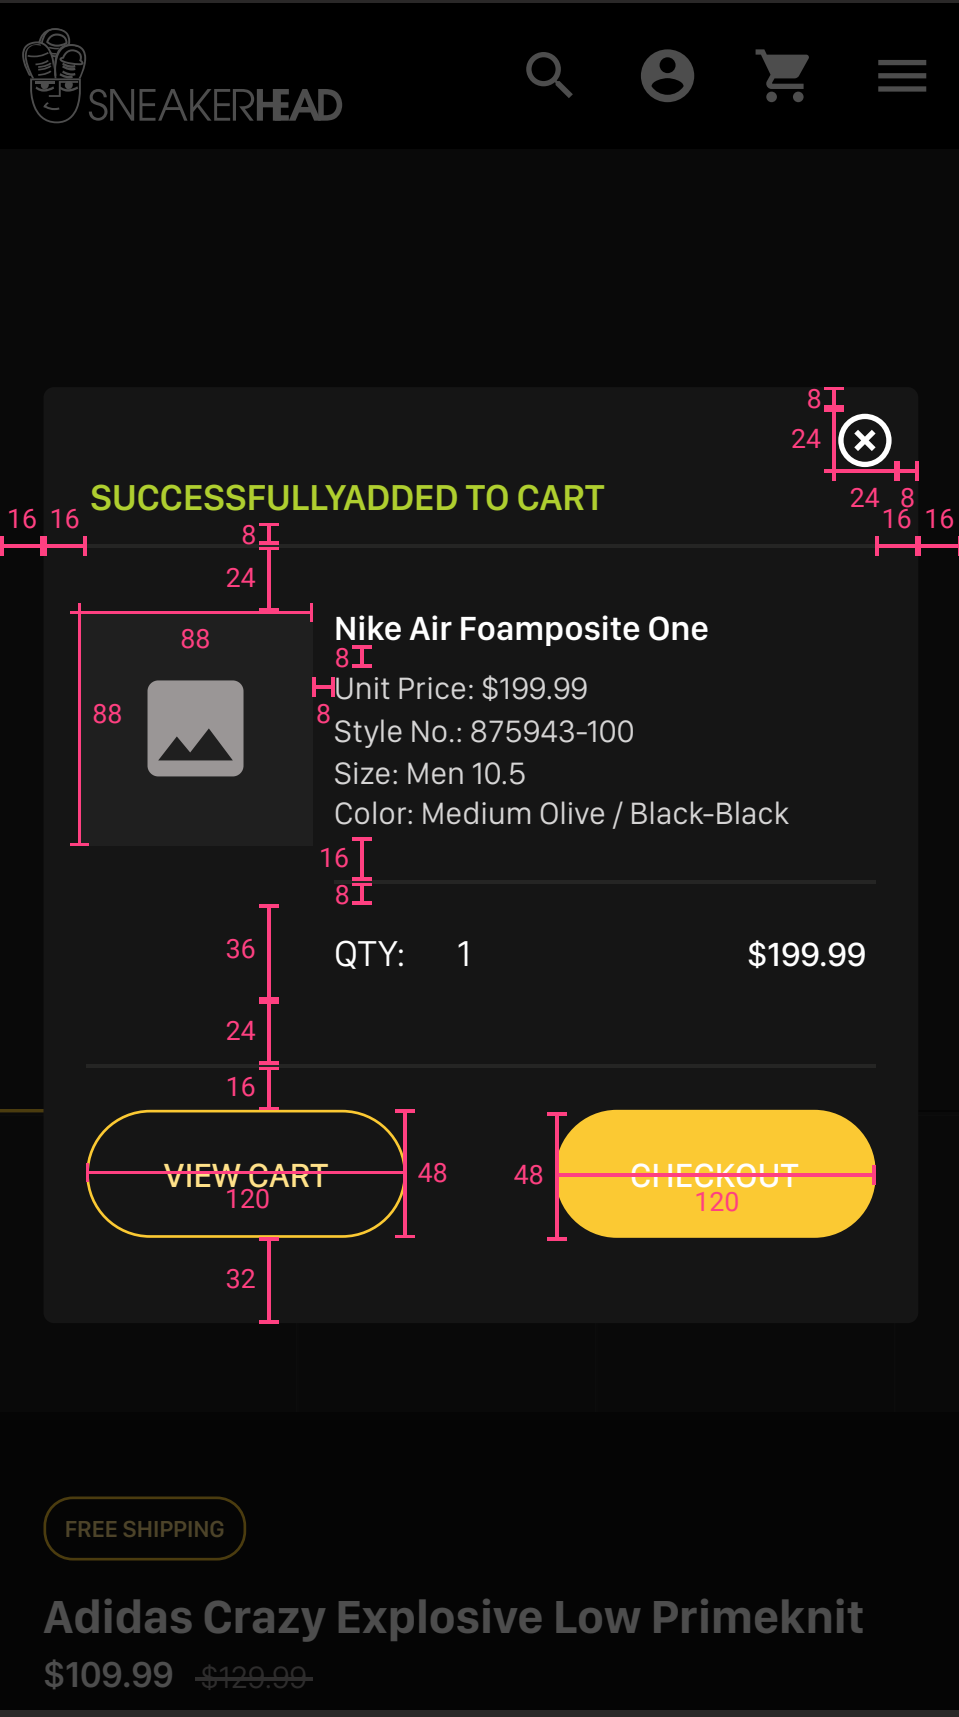 SNEAKERHEAD
8
24
24 8
SUCCESSFULLYADDED TO CART
16 16 16 16
8
24
88
88
Nike Air Foamposite One
8
Unit Price: $199.99
8
Style No.: 875943-100
Size: Men 10.5
Color: Medium Olive / Black-Black
16
8
36
QTY: 1 $199.99
24
16
VIEW CART 48
120
48 CHECKOUT
120
32
FREE SHIPPING
Adidas Crazy Explosive Low Primeknit
$109.99 $129.99